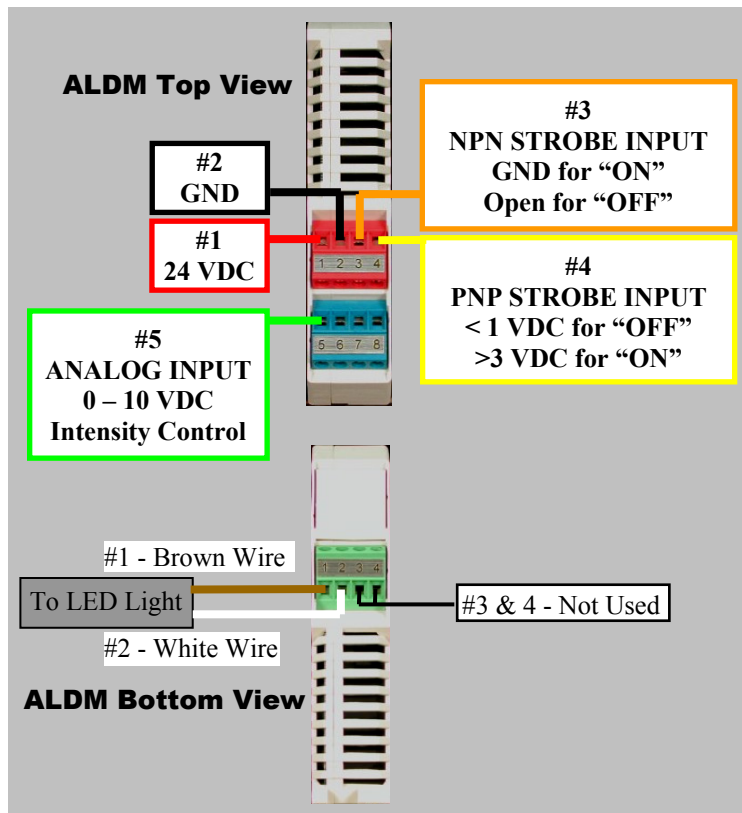 ALDM Top View
#3
NPN STROBE INPUT
GND for “ON”
Open for “OFF”
#2
GND
#1
24 VDC
1 2 3 4
#4
PNP STROBE INPUT
< 1 VDC for “OFF”
>3 VDC for “ON”
5 6 7 8
#5
ANALOG INPUT
0 – 10 VDC
Intensity Control
#1 - Brown Wire
1 2 3 4
To LED Light
#3 & 4 - Not Used
#2 - White Wire
ALDM Bottom View